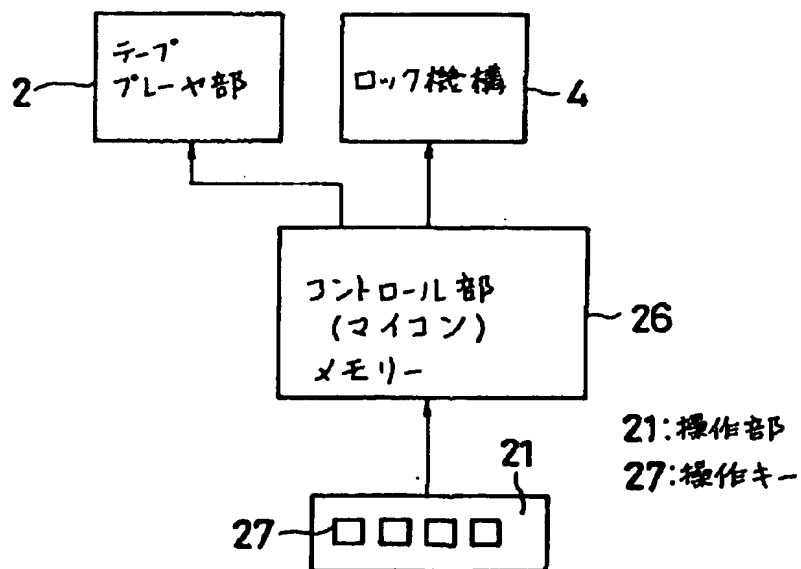 テープ
プレーヤ部
2
ロック機構
4
コントロール部
(マイコン)
メモリー
26
21
27
21:操作部
27:操作キー